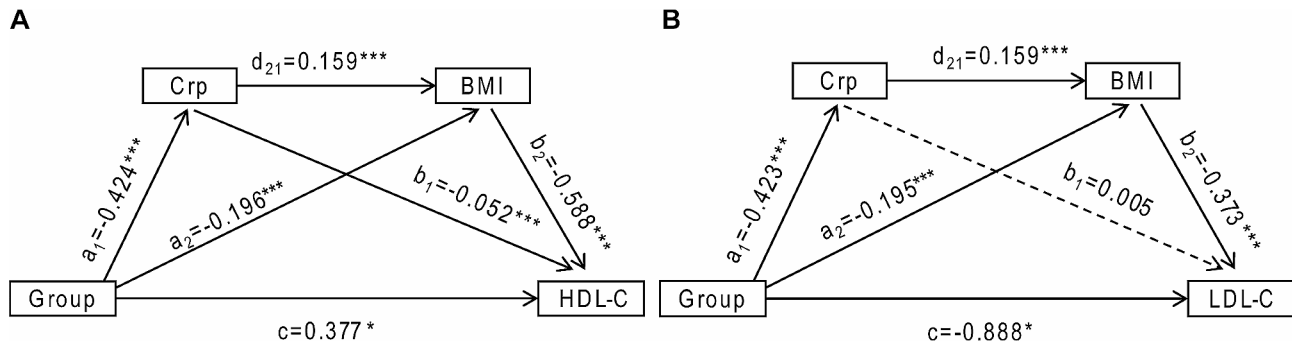 A
d21=0.159***
Crp
BMI
a1=-0.424***
a2=-0.196***
b1=-0.052***
b2=-0.588***
Group
HDL-C
c=0.377*
B
d21=0.159***
Crp
BMI
a1=-0.423***
a2=-0.195***
b1=0.005
b2=-0.373***
Group
LDL-C
c=-0.888*